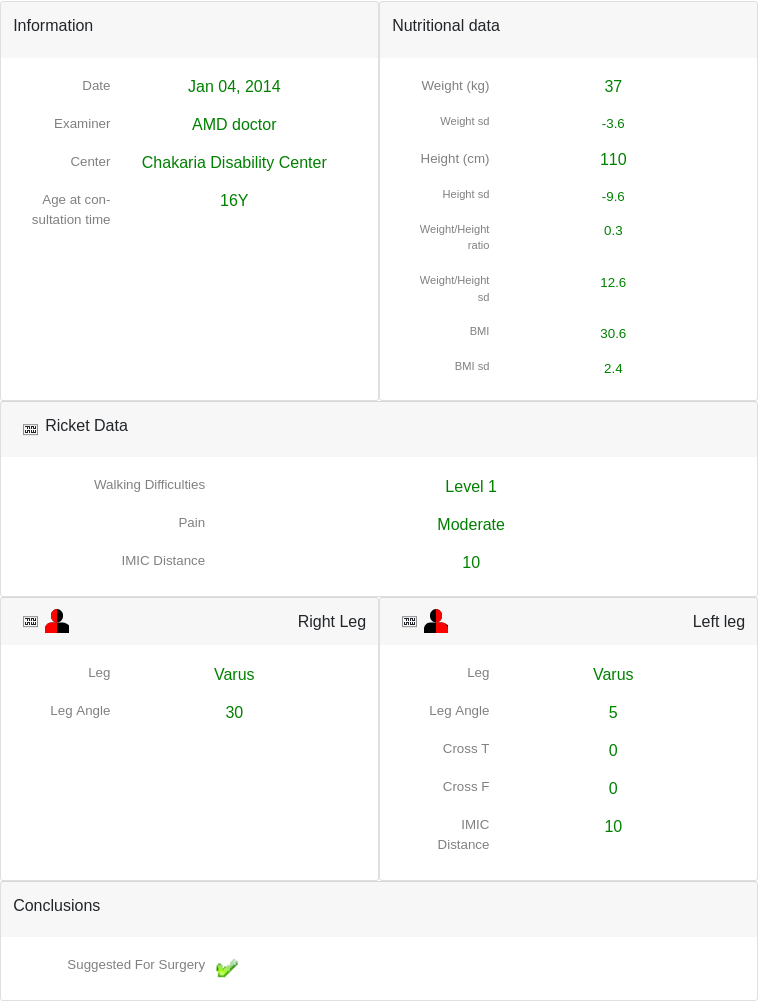 Information
Date Jan 04, 2014
Examiner AMD doctor
Center Chakaria Disability Center
Age at con-
sultation time 16Y
Nutritional data
Weight (kg) 37
Weight sd -3.6
Height (cm) 110
Height sd -9.6
Weight/Height
ratio 0.3
Weight/Height
sd 12.6
BMI 30.6
BMI sd 2.4
Ricket Data
Walking Difficulties Level 1
Pain Moderate
IMIC Distance 10
Right Leg
Leg Varus
Leg Angle 30
Left leg
Leg Varus
Leg Angle 5
Cross T 0
Cross F 0
IMIC
Distance 10
Conclusions
Suggested For Surgery